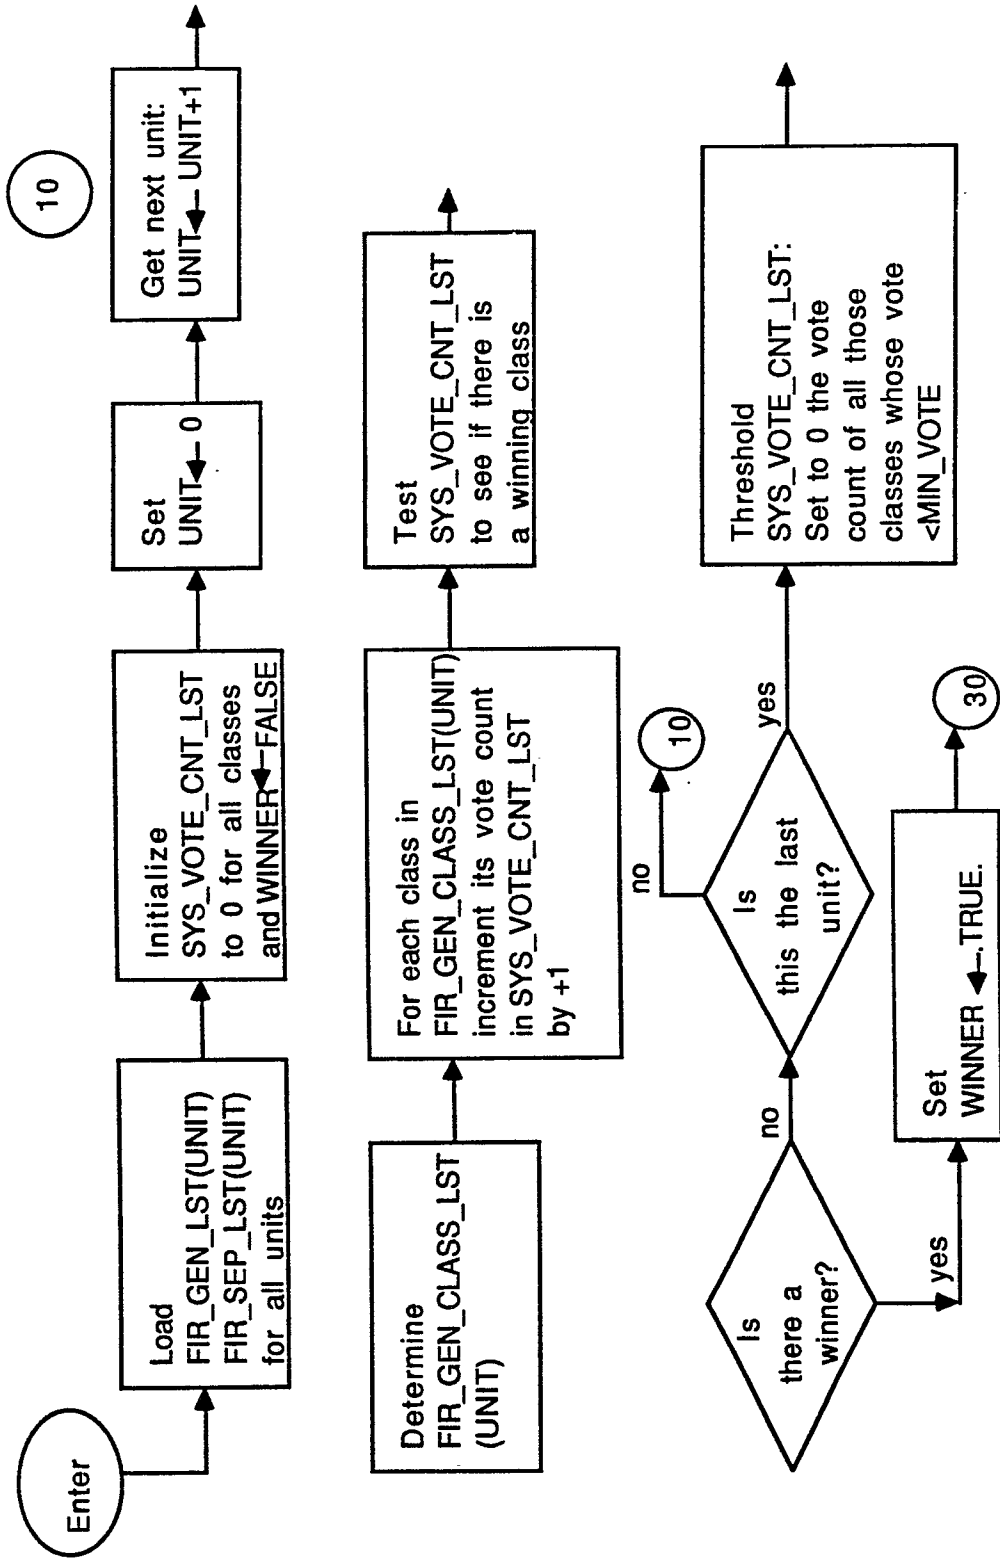 Enter
Load
FIR_GEN_LST(UNIT)
FIR_SEP_LST(UNIT)
for all units
Initialize
SYS_VOTE_CNT_LST
to 0 for all classes
and WINNER←FALSE
Set
UNIT← 0
10
Get next unit:
UNIT← UNIT+1
Determine
FIR_GEN_CLASS_LST
(UNIT)
For each class in
FIR_GEN_CLASS_LST(UNIT)
increment its vote count
in SYS_VOTE_CNT_LST
by +1
Test
SYS_VOTE_CNT_LST
to see if there is
a winning class
Is
there a
winner?
no
yes
Is
this the last
unit?
no
10
yes
Threshold
SYS_VOTE_CNT_LST:
Set to 0 the vote
count of all those
classes whose vote
<MIN_VOTE
Set
WINNER ←.TRUE.
30